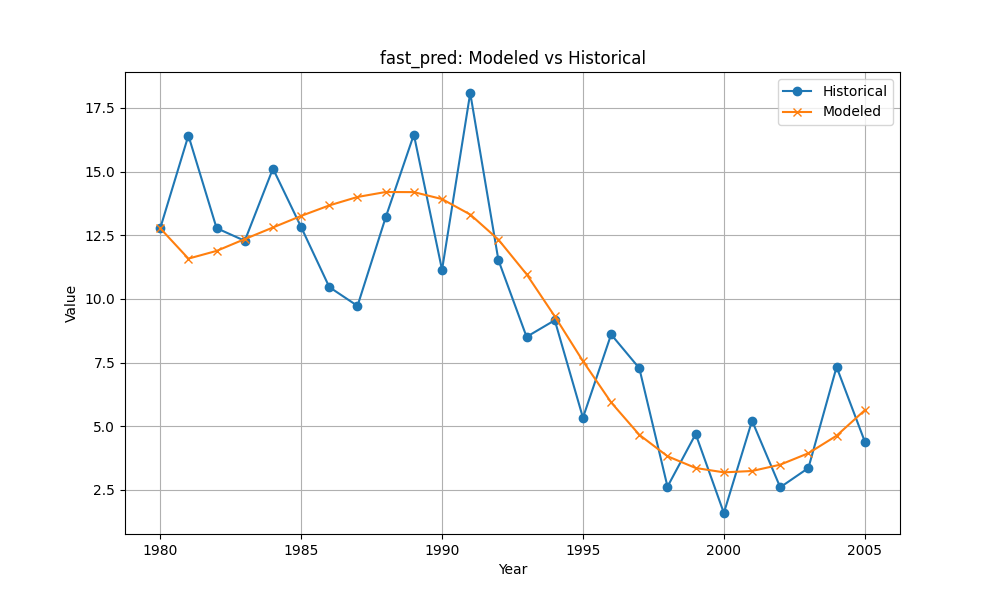 fast_pred: Modeled vs Historical
Historical
Modeled
17.5
15.0
12.5
10.0
7.5
5.0
2.5
Value
1980 1985 1990 1995 2000 2005
Year